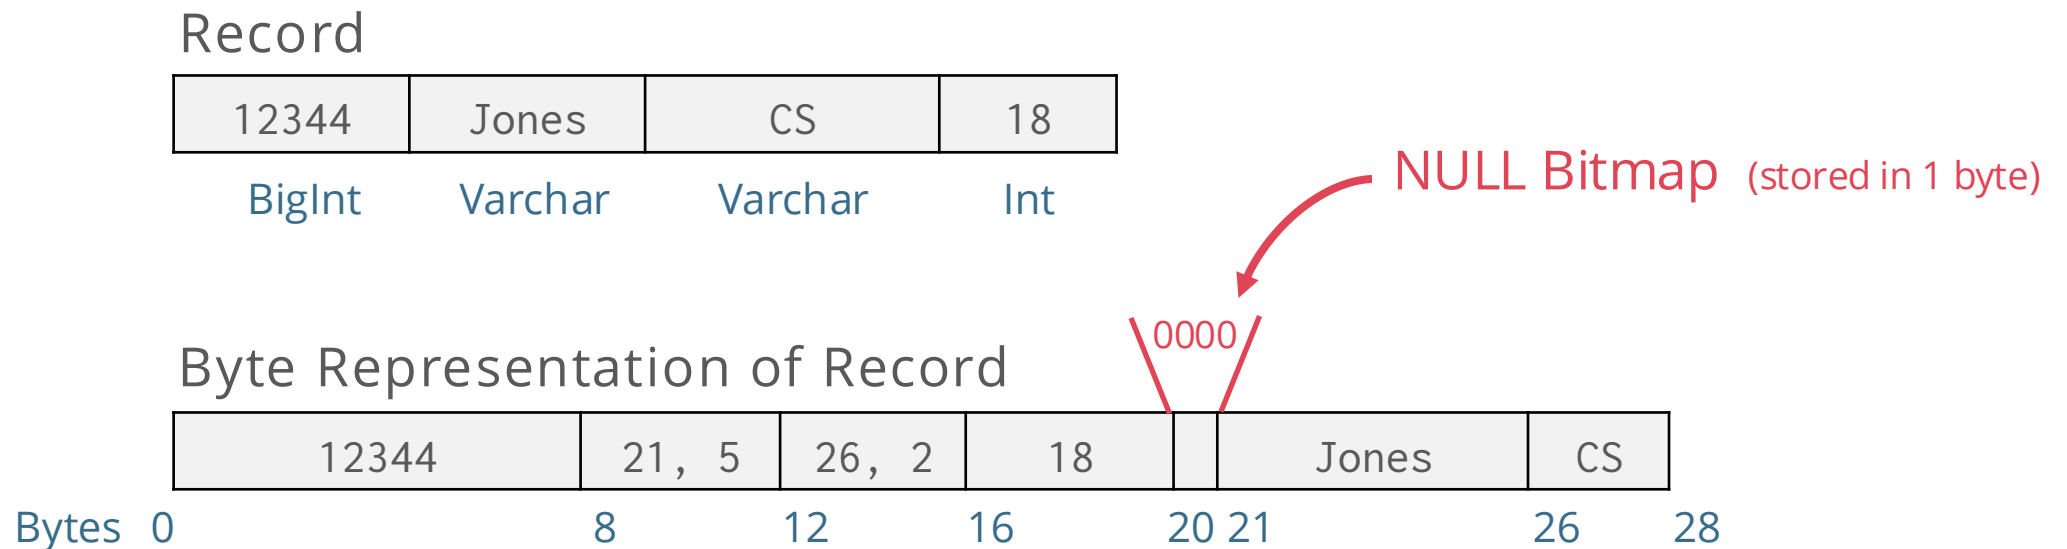 Record
12344 Jones CS 18
BigInt Varchar Varchar Int
NULL Bitmap (stored in 1 byte)
0000
Byte Representation of Record
12344 21, 5 26, 2 18 Jones CS
Bytes 0 8 12 16 20 21 26 28